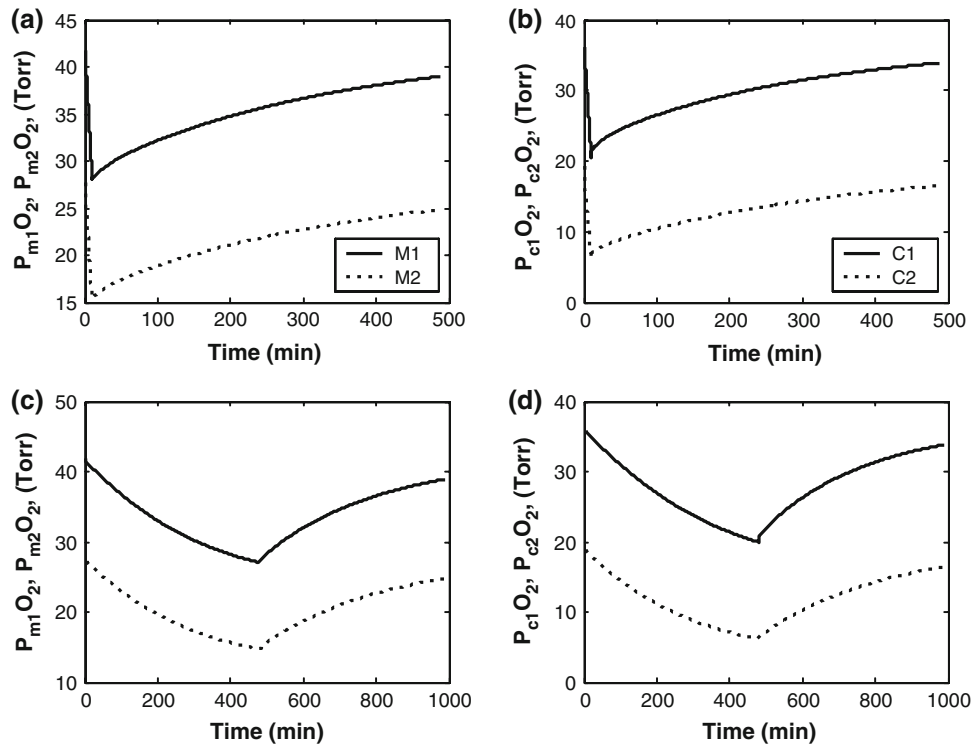 (a)
P_m1O_2, P_m2O_2, (Torr)
45
40
35
30
25
20
15
M1
M2
0 100 200 300 400 500
Time (min)
(b)
P_c1O_2, P_c2O_2, (Torr)
40
30
20
10
0
C1
C2
0 100 200 300 400 500
Time (min)
(c)
P_m1O_2, P_m2O_2, (Torr)
50
40
30
20
10
0 200 400 600 800 1000
Time (min)
(d)
P_c1O_2, P_c2O_2, (Torr)
40
30
20
10
0
0 200 400 600 800 1000
Time (min)